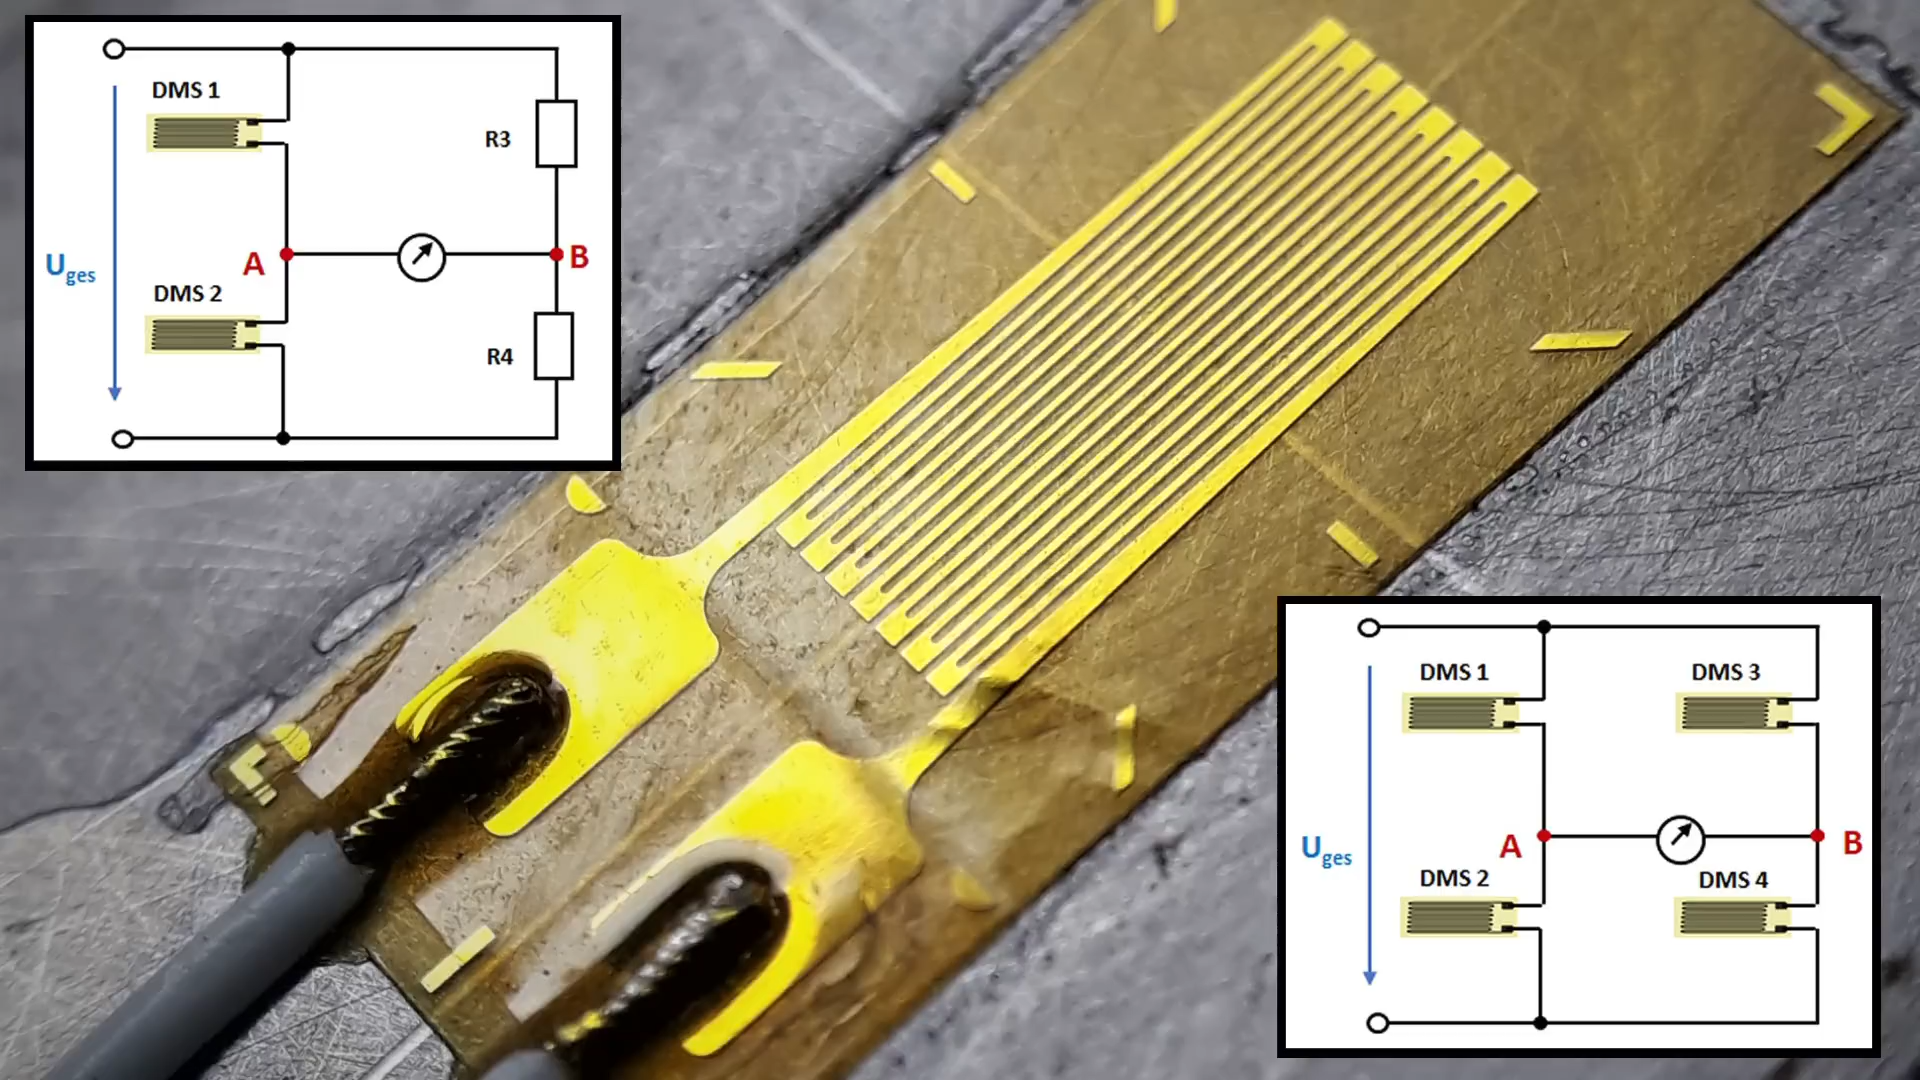 DMS 1
R3
A
B
U ges
DMS 2
R4
DMS 1
DMS 3
A
B
U ges
DMS 2
DMS 4